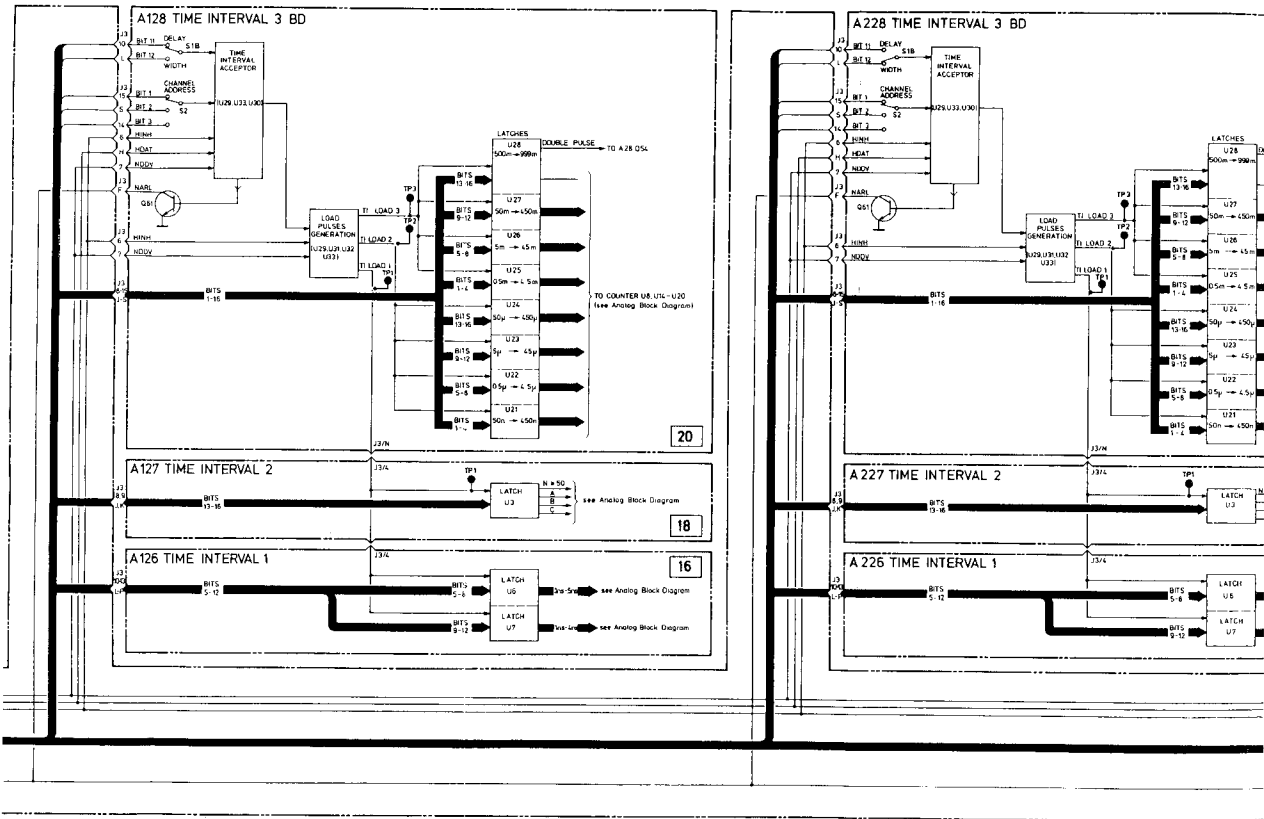 A128 TIME INTERVAL 3 BD
J3
10 BIT 11 DELAY
S1B
L BIT 12 WIDTH
TIME INTERVAL ACCEPTOR
(U29,U33,U30)
J3
15 BIT 1 CHANNEL ADDRESS
S BIT 2 S2
14 BIT 3
6 HINH
H HDAT
7 NDDV
J3
F NARL
Q61
J3
6 HINH
7 NDDV
LOAD PULSES GENERATION
(U29,U31,U32 U33)
TI LOAD 3
TP3
TP2
TI LOAD 2
TI LOAD 1
TP1
J3
J-S
BITS 1-16
LATCHES
U28
500m → 999m
DOUBLE PULSE
TO A28 DS4
BITS 13-16
U27
50m → 450m
BITS 9-12
U26
5m → 45m
BITS 5-8
U25
0.5m → 4.5m
BITS 1-4
U24
50µ → 450µ
BITS 13-16
U23
5µ → 45µ
BITS 9-12
U22
0.5µ → 4.5µ
BITS 5-8
U21
50n → 450n
BITS 1-4
TO COUNTER U8, U14-U20
(see Analog Block Diagram)
20
J3/N
A127 TIME INTERVAL 2
J3/4
TP1
J3
8,9
J,K
BITS 13-16
LATCH
U3
N = 50
A
B
C
see Analog Block Diagram
18
A126 TIME INTERVAL 1
J3/4
16
J3
L-P
BITS 5-12
BITS 5-8
LATCH
U6
see Analog Block Diagram
BITS 9-12
LATCH
U7
see Analog Block Diagram
A228 TIME INTERVAL 3 BD
J3
10 BIT 11 DELAY
S1B
L BIT 12 WIDTH
TIME INTERVAL ACCEPTOR
(U29,U33,U30)
J3
15 BIT 1 CHANNEL ADDRESS
S BIT 2 S2
14 BIT 3
6 HINH
H HDAT
7 NDDV
J3
F NARL
Q61
J3
6 HINH
7 NDDV
LOAD PULSES GENERATION
(U29,U31,U32 U33)
TI LOAD 3
TP3
TP2
TI LOAD 2
TI LOAD 1
TP1
J3
J-S
BITS 1-16
LATCHES
U28
500m → 999m
BITS 13-16
U27
50m → 450m
BITS 9-12
U26
5m → 45m
BITS 5-8
U25
0.5m → 4.5m
BITS 1-4
U24
50µ → 450µ
BITS 13-16
U23
5µ → 45µ
BITS 9-12
U22
0.5µ → 4.5µ
BITS 5-8
U21
50n → 450n
BITS 1-4
J3/N
A227 TIME INTERVAL 2
J3/4
TP1
J3
8,9
J,K
BITS 13-16
LATCH
U3
N
A226 TIME INTERVAL 1
J3/4
J3
L-P
BITS 5-12
BITS 5-8
LATCH
U6
BITS 9-12
LATCH
U7